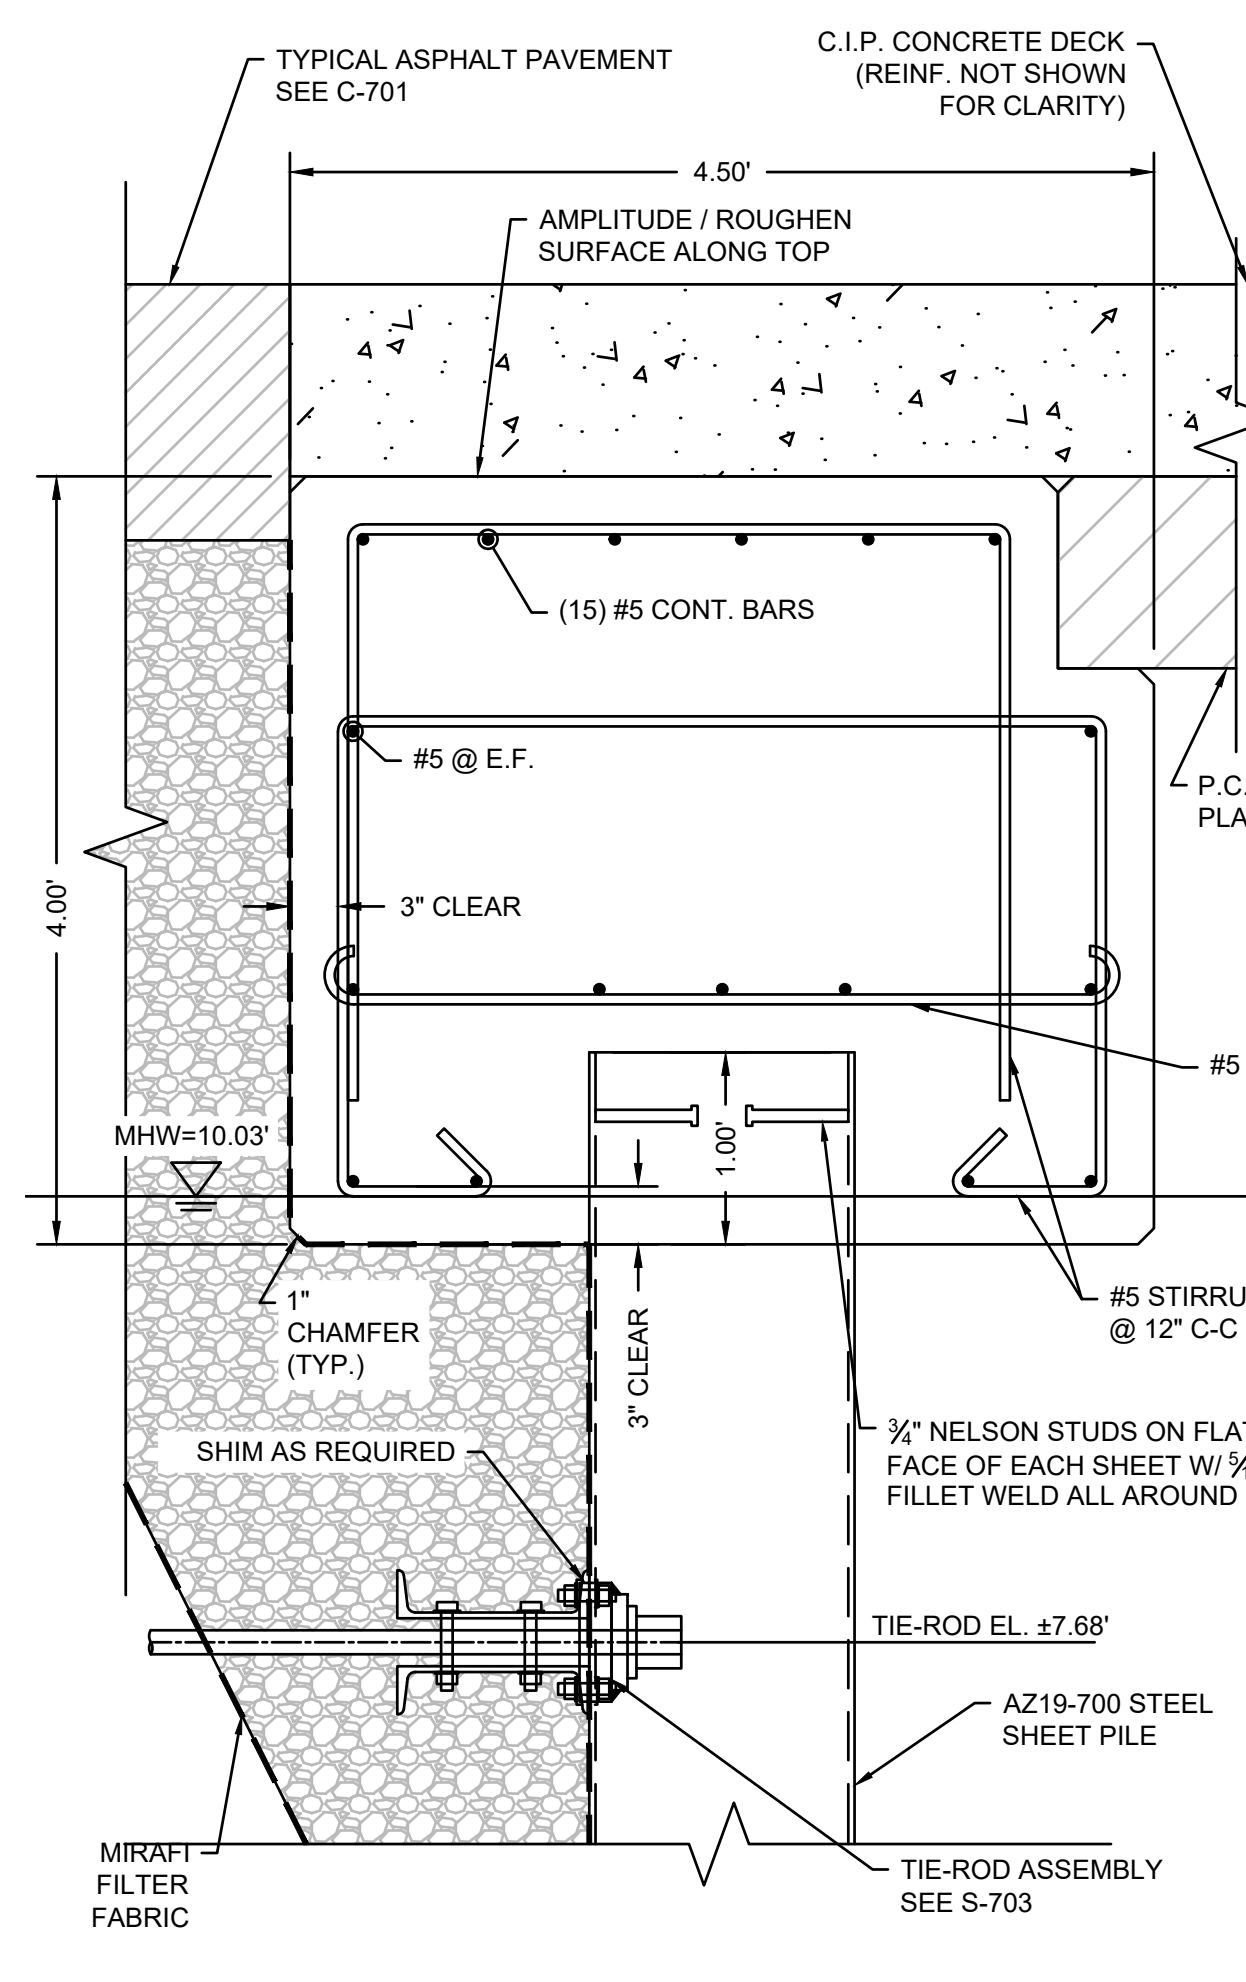 TYPICAL ASPHALT PAVEMENT
SEE C-701
C.I.P. CONCRETE DECK
(REINF. NOT SHOWN
FOR CLARITY)
4.50'
AMPLITUDE / ROUGHEN
SURFACE ALONG TOP
(15) #5 CONT. BARS
#5 @ E.F.
P.C.
4.00'
3" CLEAR
#5
MHW=10.03'
1.00'
1"
CHAMFER
(TYP.)
3" CLEAR
#5
@ 12" C-C
¾" NELSON STUDS ON
FACE OF EACH SHEET W/
FILLET WELD ALL AROUND
SHIM AS REQUIRED
TIE-ROD EL. ±7.68'
AZ19-700 STEEL
SHEET PILE
MIRAFI
FILTER
FABRIC
TIE-ROD ASSEMBLY
SEE S-703